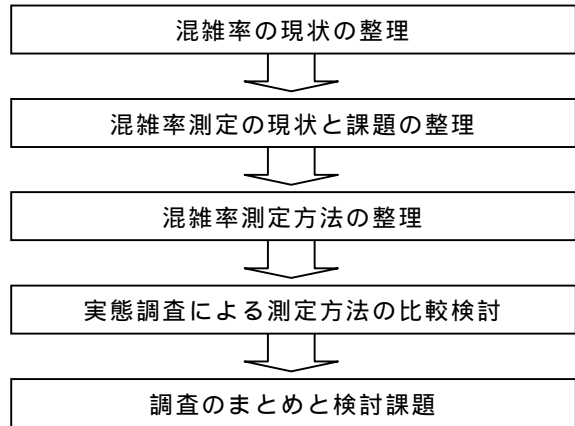 混雑率の現状の整理
混雑率測定の現状と課題の整理
混雑率測定方法の整理
実態調査による測定方法の比較検討
調査のまとめと検討課題